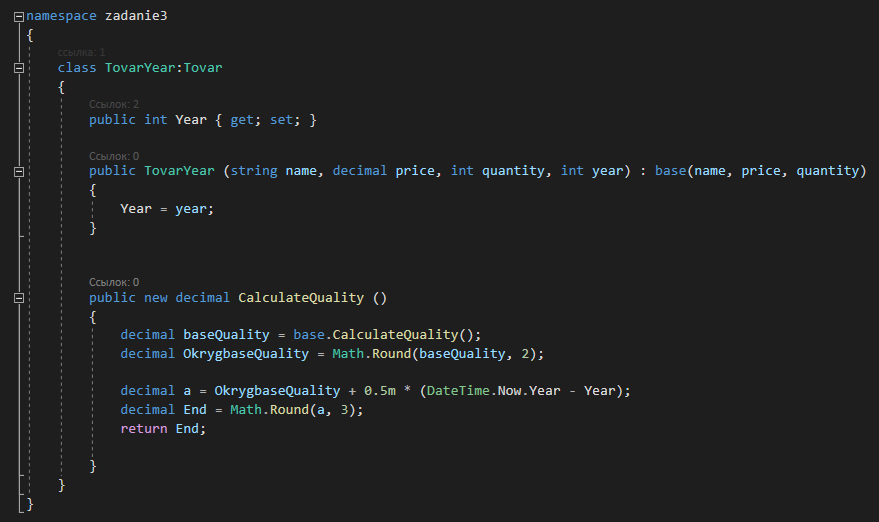 namespace zadanie3
{
ссылка: 1
class TovarYear:Tovar
{
Ссылок: 2
public int Year { get; set; }
Ссылок: 0
public TovarYear (string name, decimal price, int quantity, int year) : base(name, price, quantity)
{
Year = year;
}
Ссылок: 0
public new decimal CalculateQuality ()
{
decimal baseQuality = base.CalculateQuality();
decimal OkrygbaseQuality = Math.Round(baseQuality, 2);
decimal a = OkrygbaseQuality + 0.5m * (DateTime.Now.Year - Year);
decimal End = Math.Round(a, 3);
return End;
}
}
}